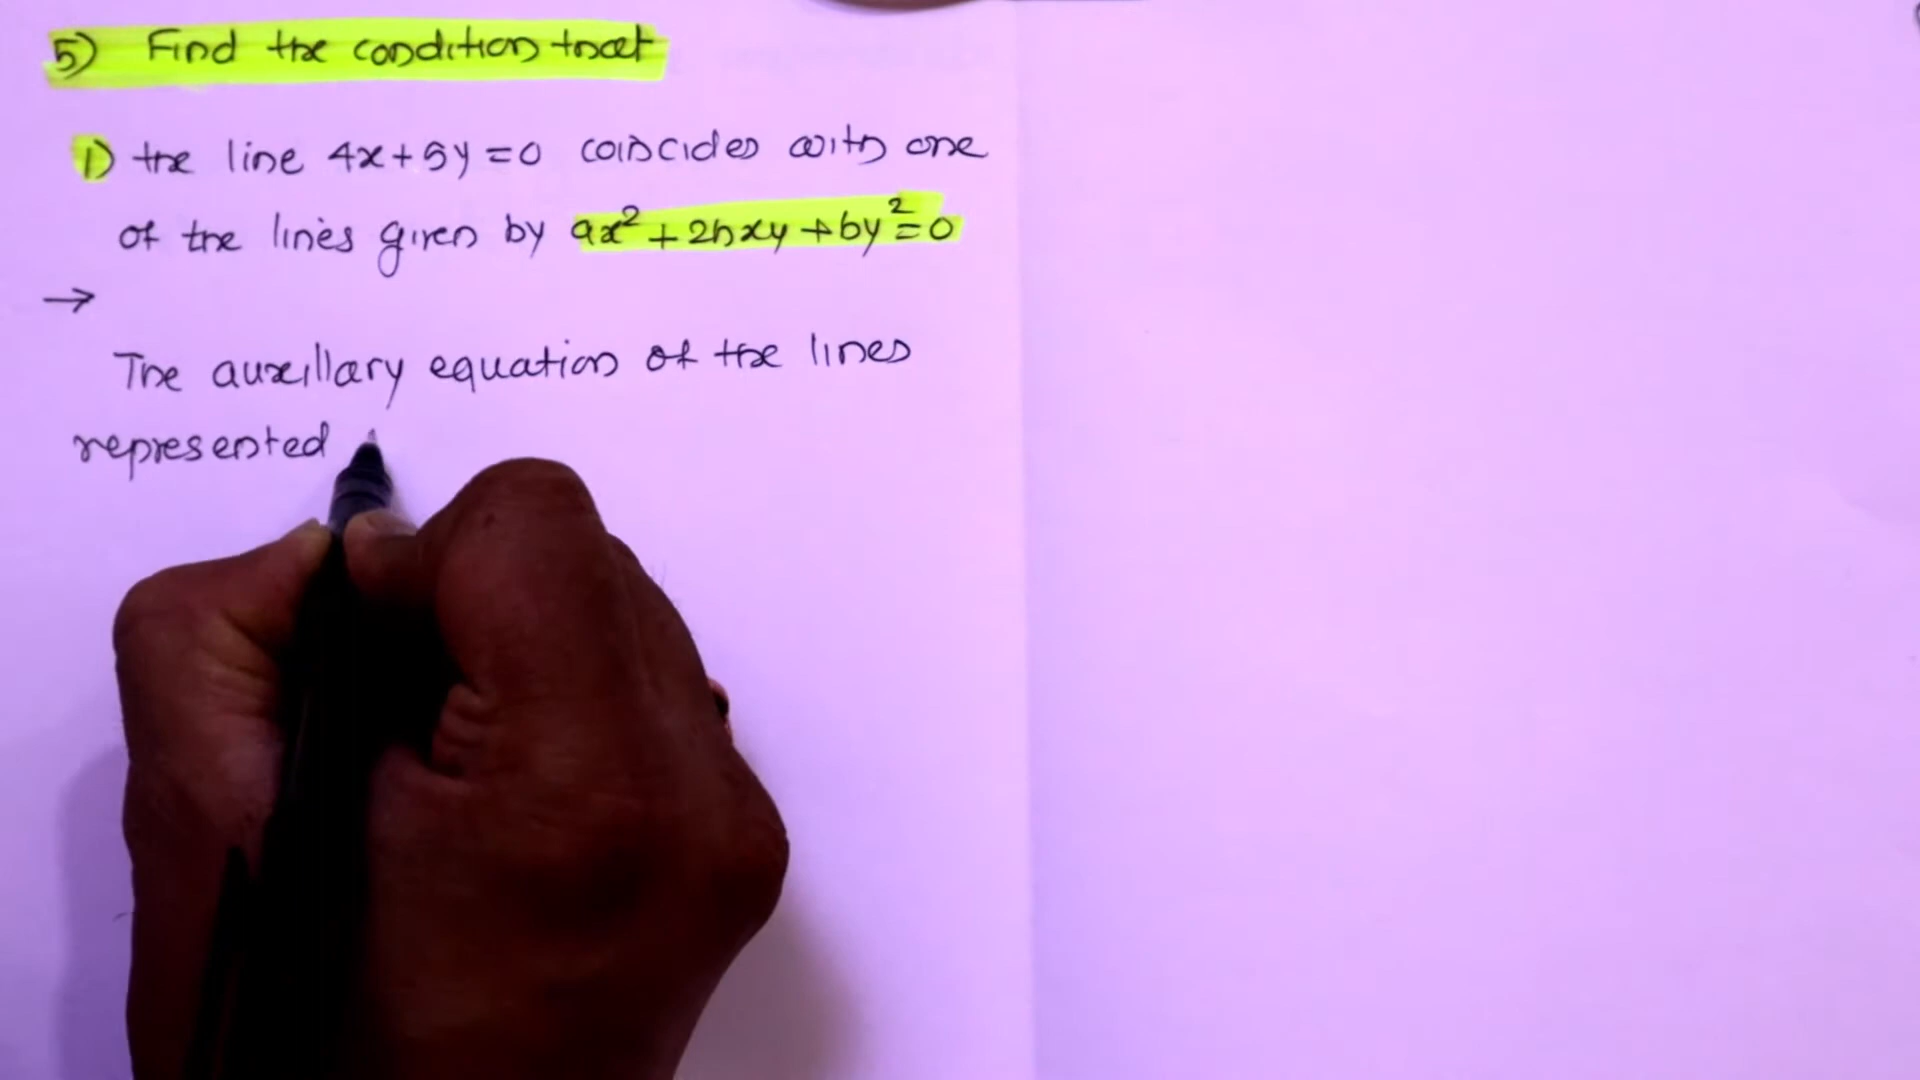 5) Find the condition that
1) the line 4x+5y=0 coincides with one
of the lines given by ax²+2hxy+by²=0
→
The auxillary equation of the lines
represented